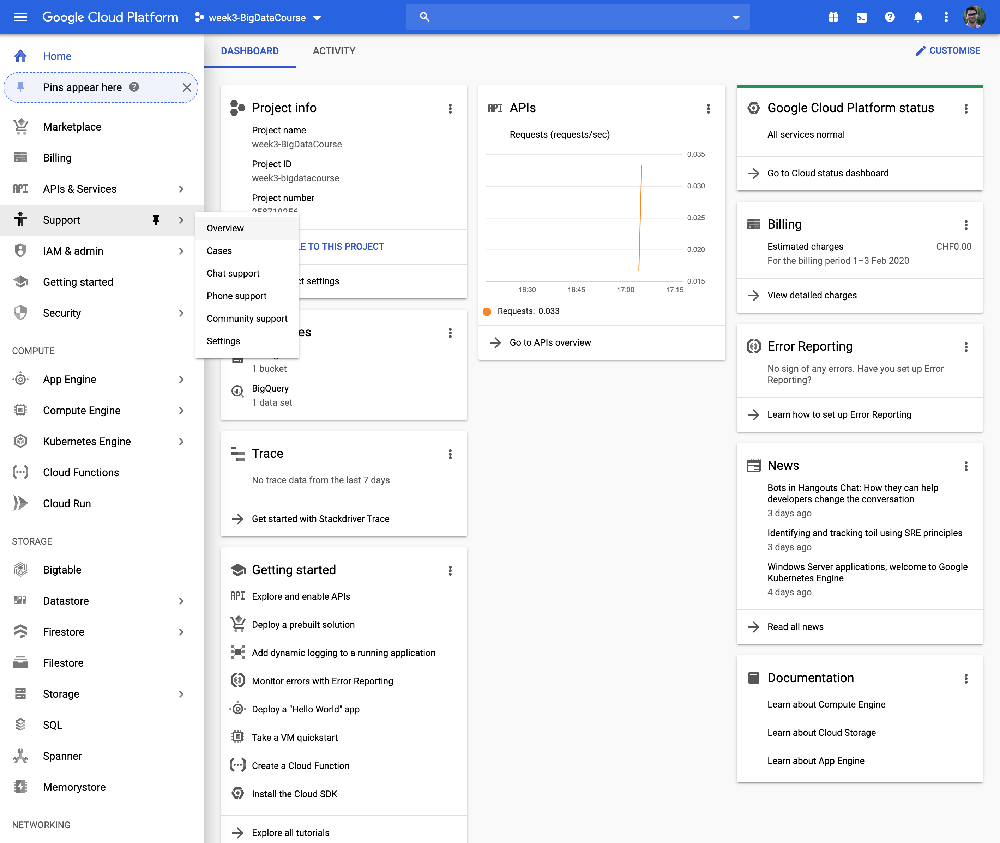 Google Cloud Platform
week3-BigDataCourse
Home
Pins appear here
Marketplace
Billing
API
APIs & Services
Support
IAM & admin
Getting started
Security
COMPUTE
App Engine
Compute Engine
Kubernetes Engine
Cloud Functions
Cloud Run
STORAGE
Bigtable
Datastore
Firestore
Filestore
Storage
SQL
Spanner
Memorystore
NETWORKING
Overview
Cases
Chat support
Phone support
Community support
Settings
DASHBOARD
ACTIVITY
CUSTOMISE
Project info
Project name
week3-BigDataCourse
Project ID
week3-bigdatacourse
Project number
TO THIS PROJECT
settings
1 bucket
BigQuery
1 data set
Trace
No trace data from the last 7 days
Get started with Stackdriver Trace
Getting started
API
Explore and enable APIs
Deploy a prebuilt solution
Add dynamic logging to a running application
Monitor errors with Error Reporting
Deploy a "Hello World" app
Take a VM quickstart
Create a Cloud Function
Install the Cloud SDK
Explore all tutorials
API
APIs
Requests (requests/sec)
0.035
0.030
0.025
0.020
0.015
16:30 16:45 17:00 17:15
Requests: 0.033
Go to APIs overview
Google Cloud Platform status
All services normal
Go to Cloud status dashboard
Billing
Estimated charges CHF0.00
For the billing period 1–3 Feb 2020
View detailed charges
Error Reporting
No sign of any errors. Have you set up Error
Reporting?
Learn how to set up Error Reporting
News
Bots in Hangouts Chat: How they can help
developers change the conversation
3 days ago
Identifying and tracking toil using SRE principles
3 days ago
Windows Server applications, welcome to Google
Kubernetes Engine
4 days ago
Read all news
Documentation
Learn about Compute Engine
Learn about Cloud Storage
Learn about App Engine